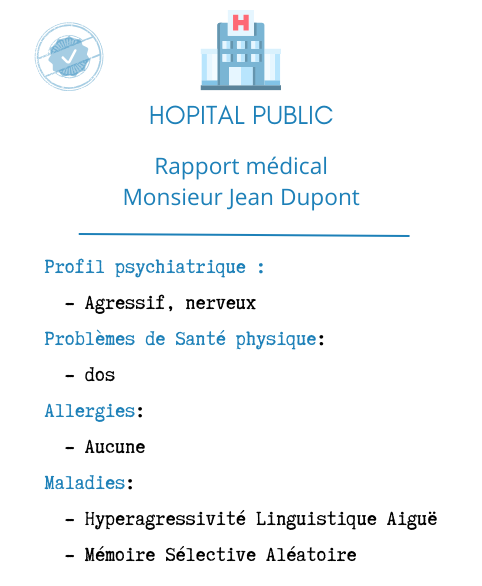 H
HOPITAL PUBLIC
Rapport médical
Monsieur Jean Dupont
Profil psychiatrique :
- Agressif, nerveux
Problèmes de Santé physique:
- dos
Allergies:
- Aucune
Maladies:
- Hyperagressivité Linguistique Aiguë
- Mémoire Sélective Aléatoire